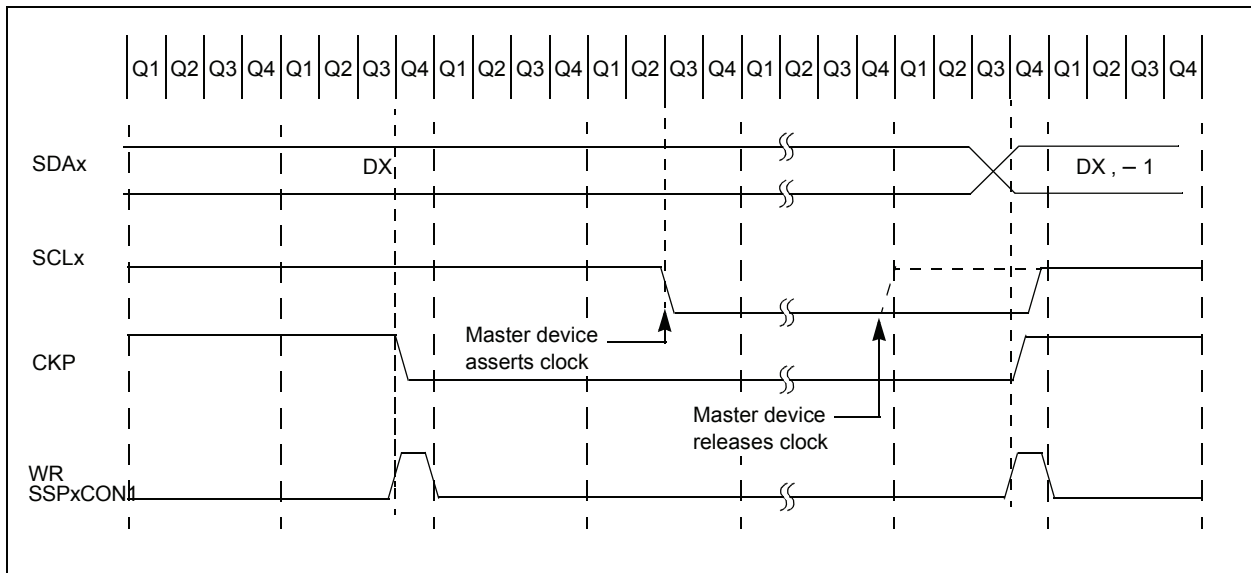 Q1 Q2 Q3 Q4 Q1 Q2 Q3 Q4 Q1 Q2 Q3 Q4 Q1 Q2 Q3 Q4 Q1 Q2 Q3 Q4 Q1 Q2 Q3 Q4 Q1 Q2 Q3 Q4
SDAx
DX
DX , – 1
SCLx
Master device
asserts clock
CKP
Master device
releases clock
WR
SSPxCON1